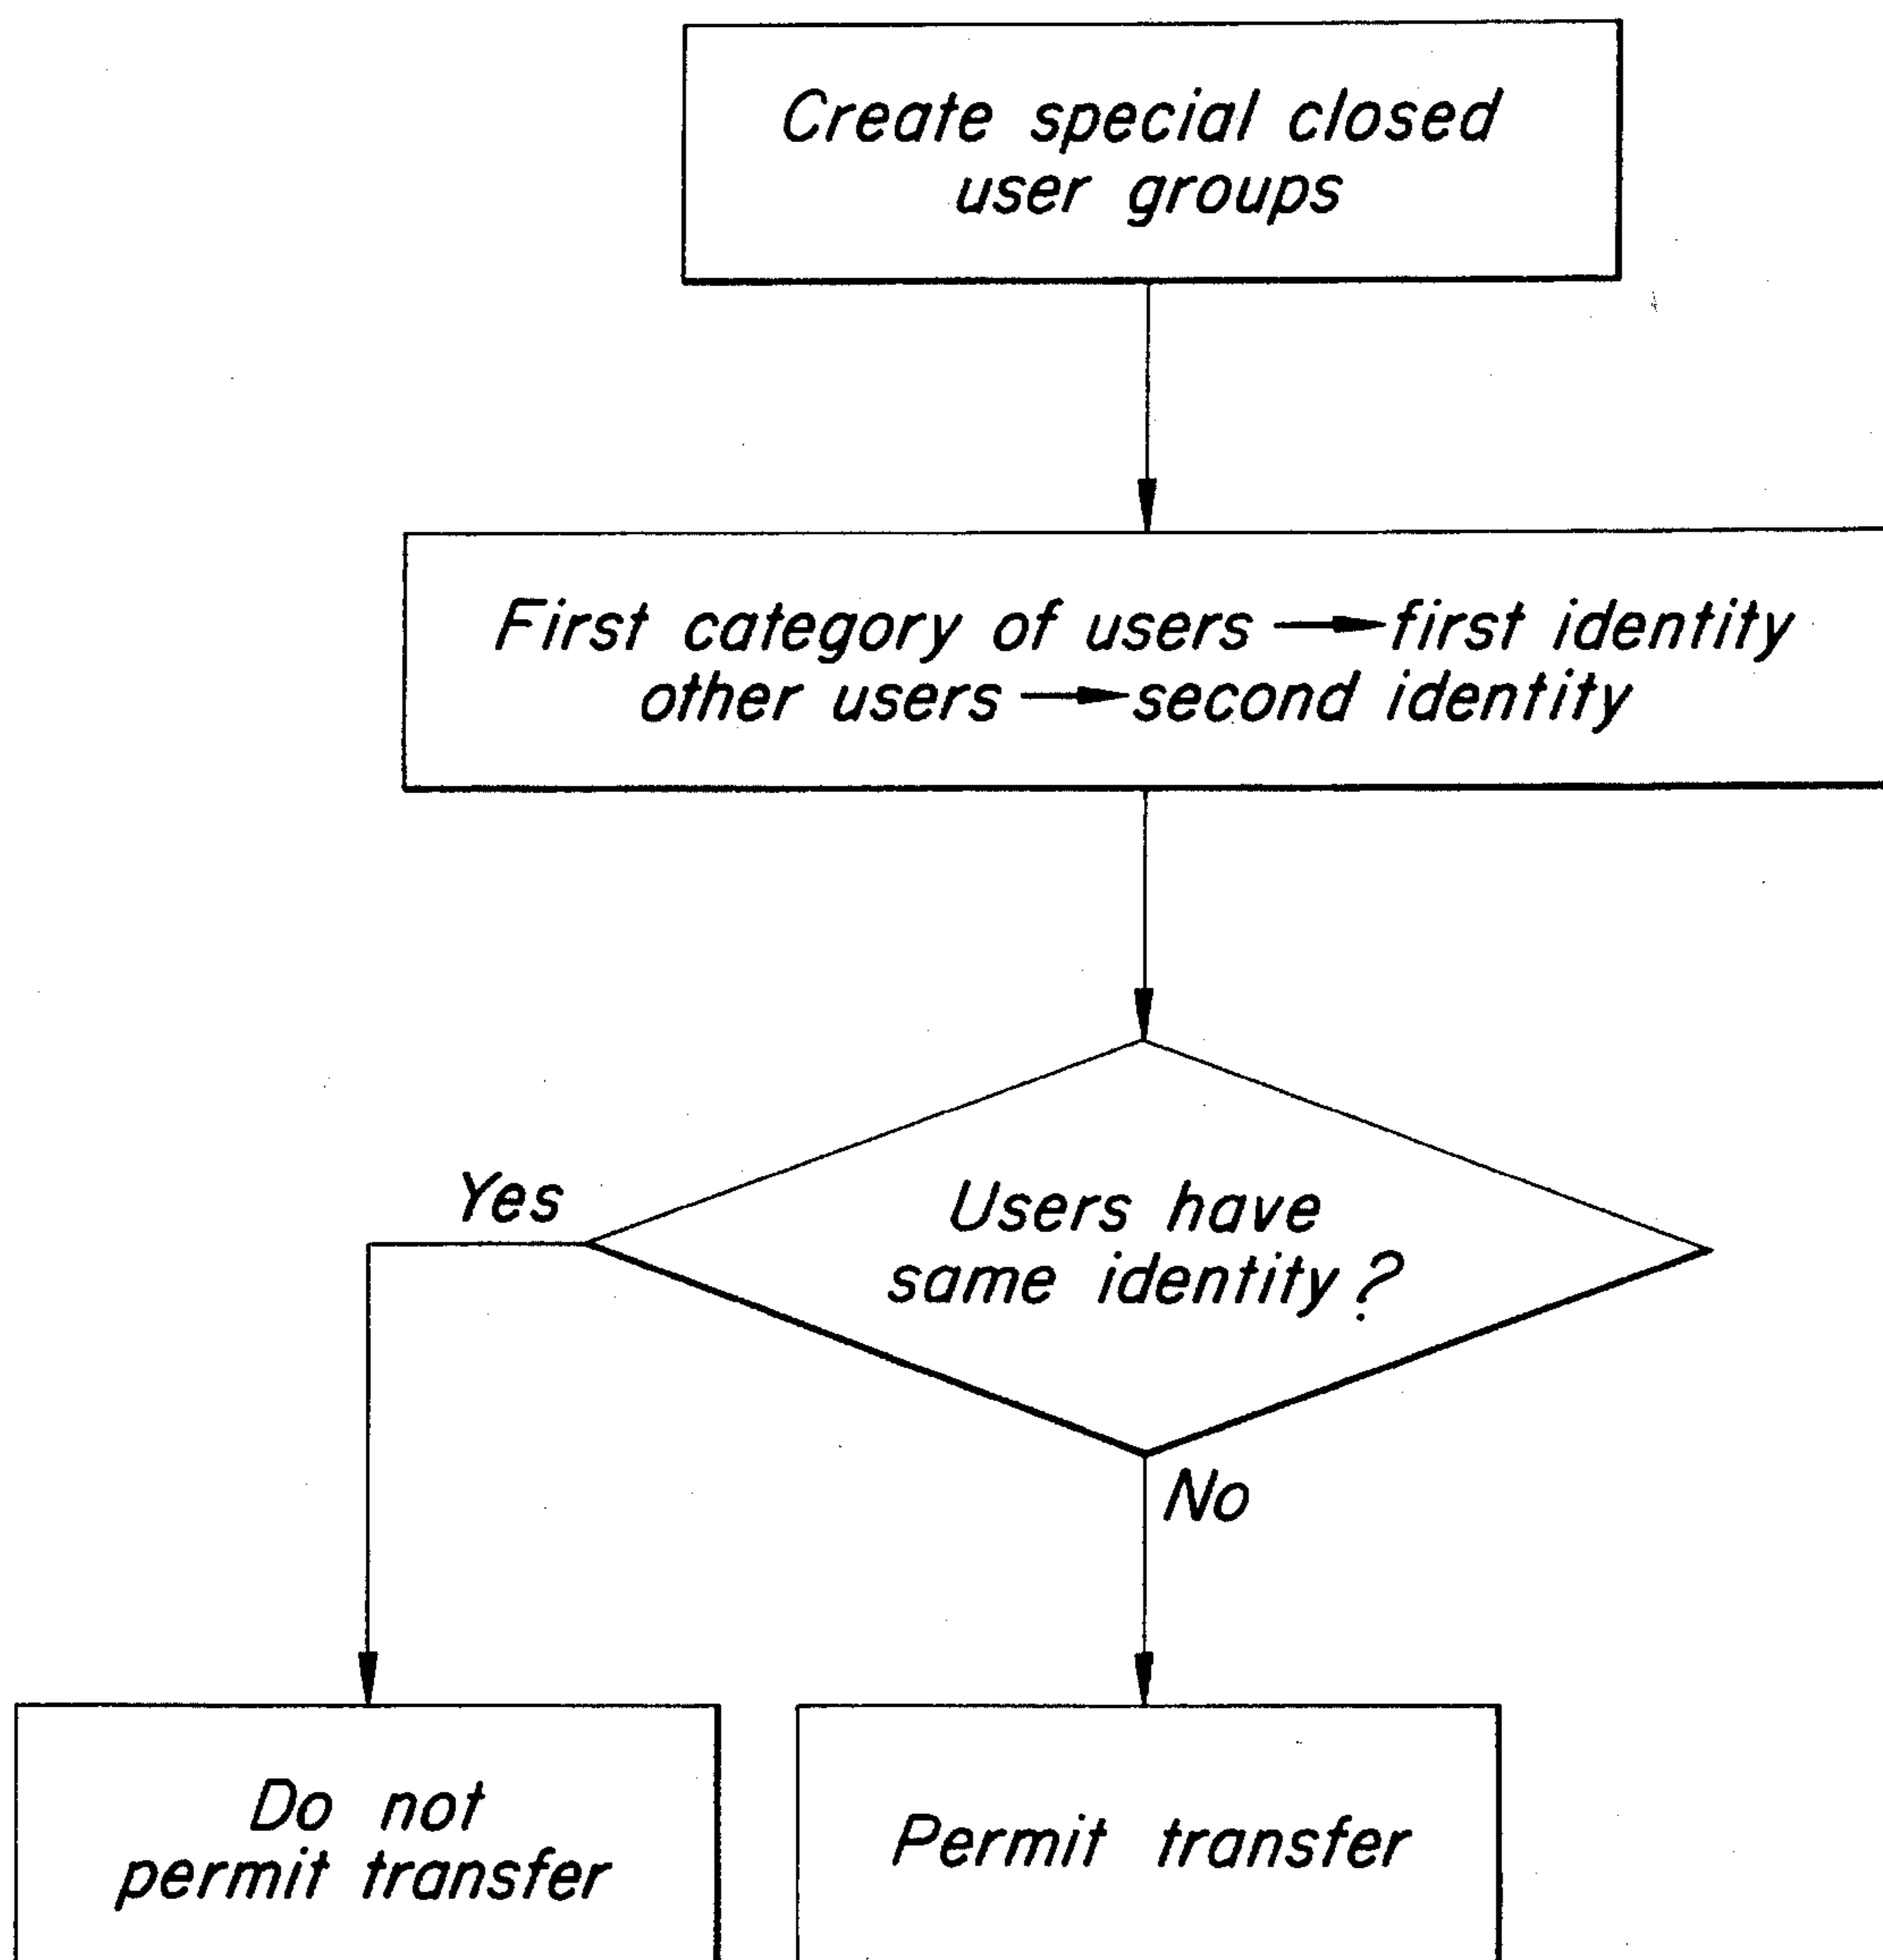 Create special closed
user groups
First category of users → first identity
other users → second identity
Users have
same identity?
Yes
No
Do not
permit transfer
Permit transfer